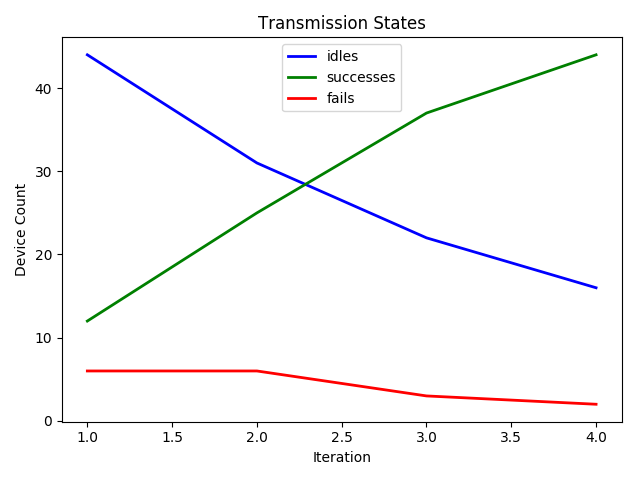 Transmission States
idles
successes
fails
Device Count
40
30
20
10
0
1.0 1.5 2.0 2.5 3.0 3.5 4.0
Iteration